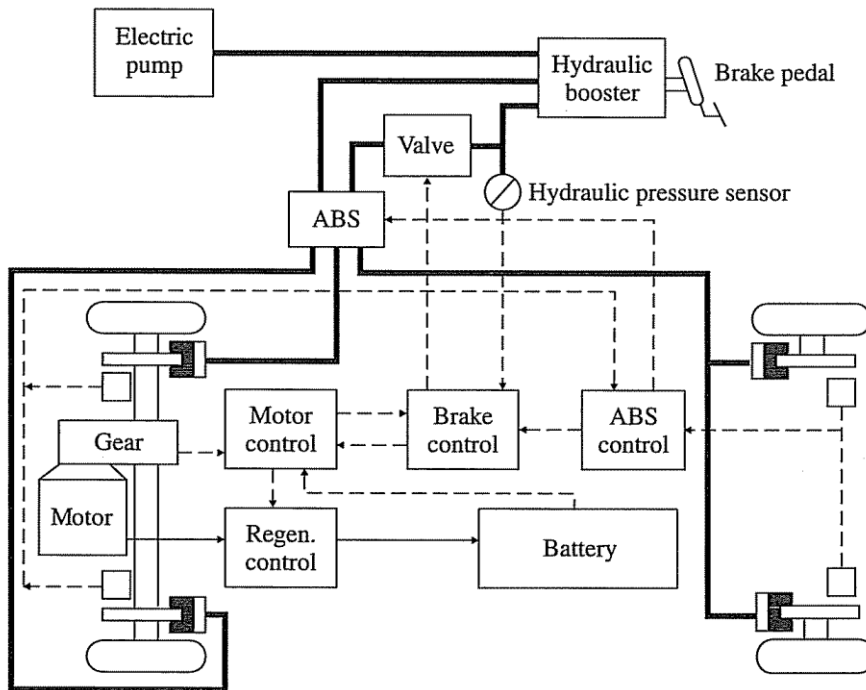 Electric
pump
Hydraulic
booster
Brake pedal
Valve
Hydraulic pressure sensor
ABS
Motor
control
Brake
control
ABS
control
Gear
Motor
Regen.
control
Battery